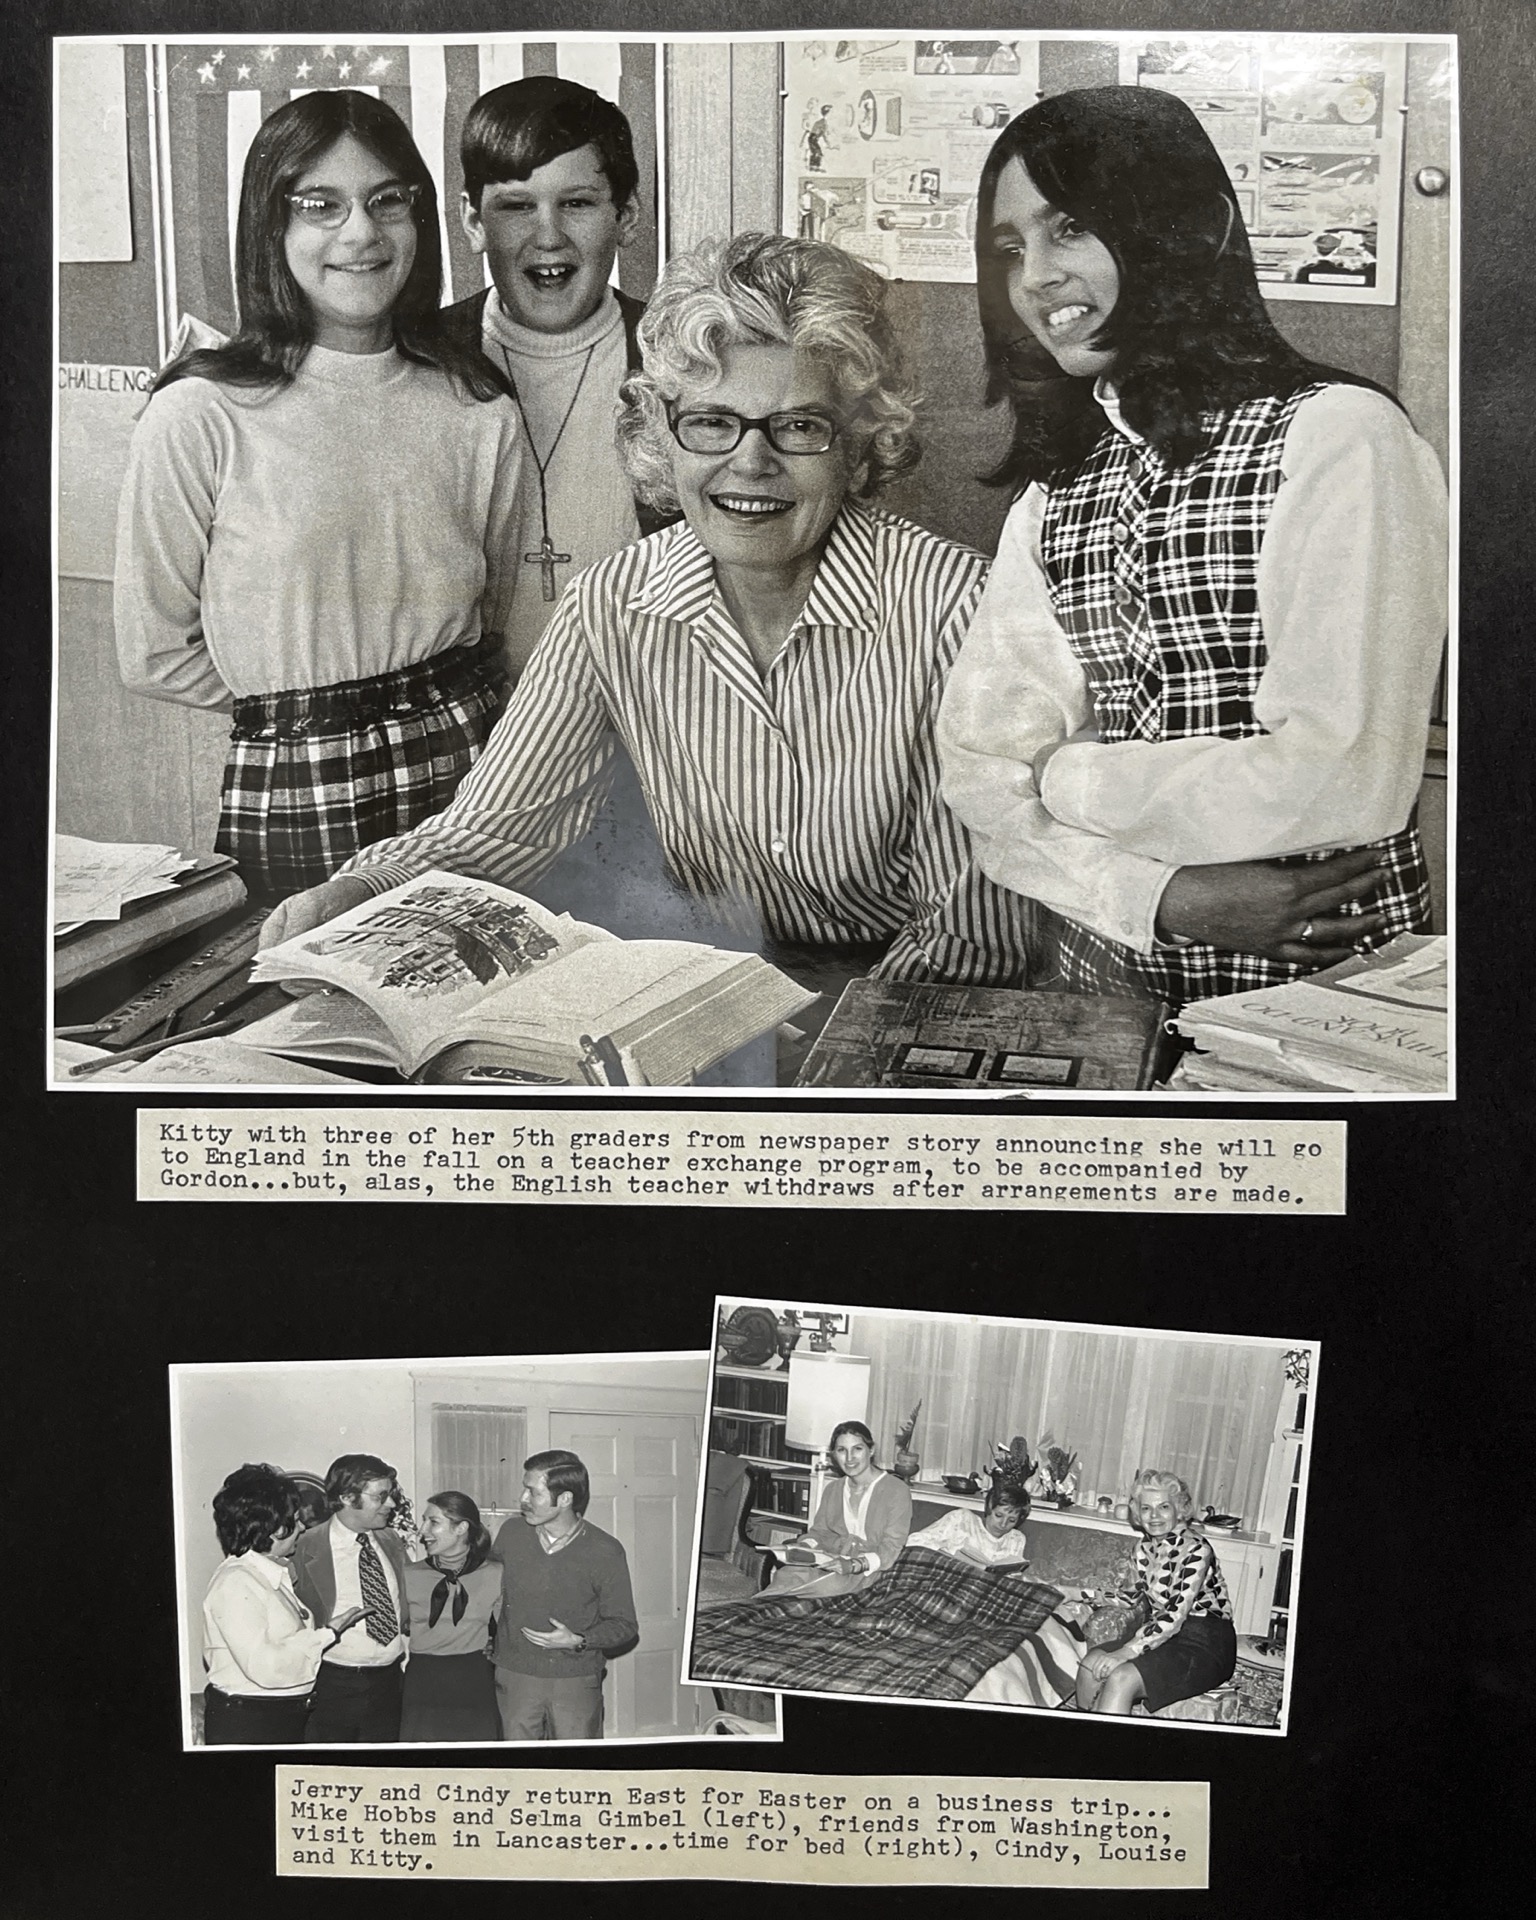 CHALLENG
Kitty with three of her 5th graders from newspaper story announcing she will go
to England in the fall on a teacher exchange program, to be accompanied by
Gordon...but, alas, the English teacher withdraws after arrangements are made.
Jerry and Cindy return East for Easter on a business trip...
Mike Hobbs and Selma Gimbel (left), friends from Washington,
visit them in Lancaster...time for bed (right), Cindy, Louise
and Kitty.